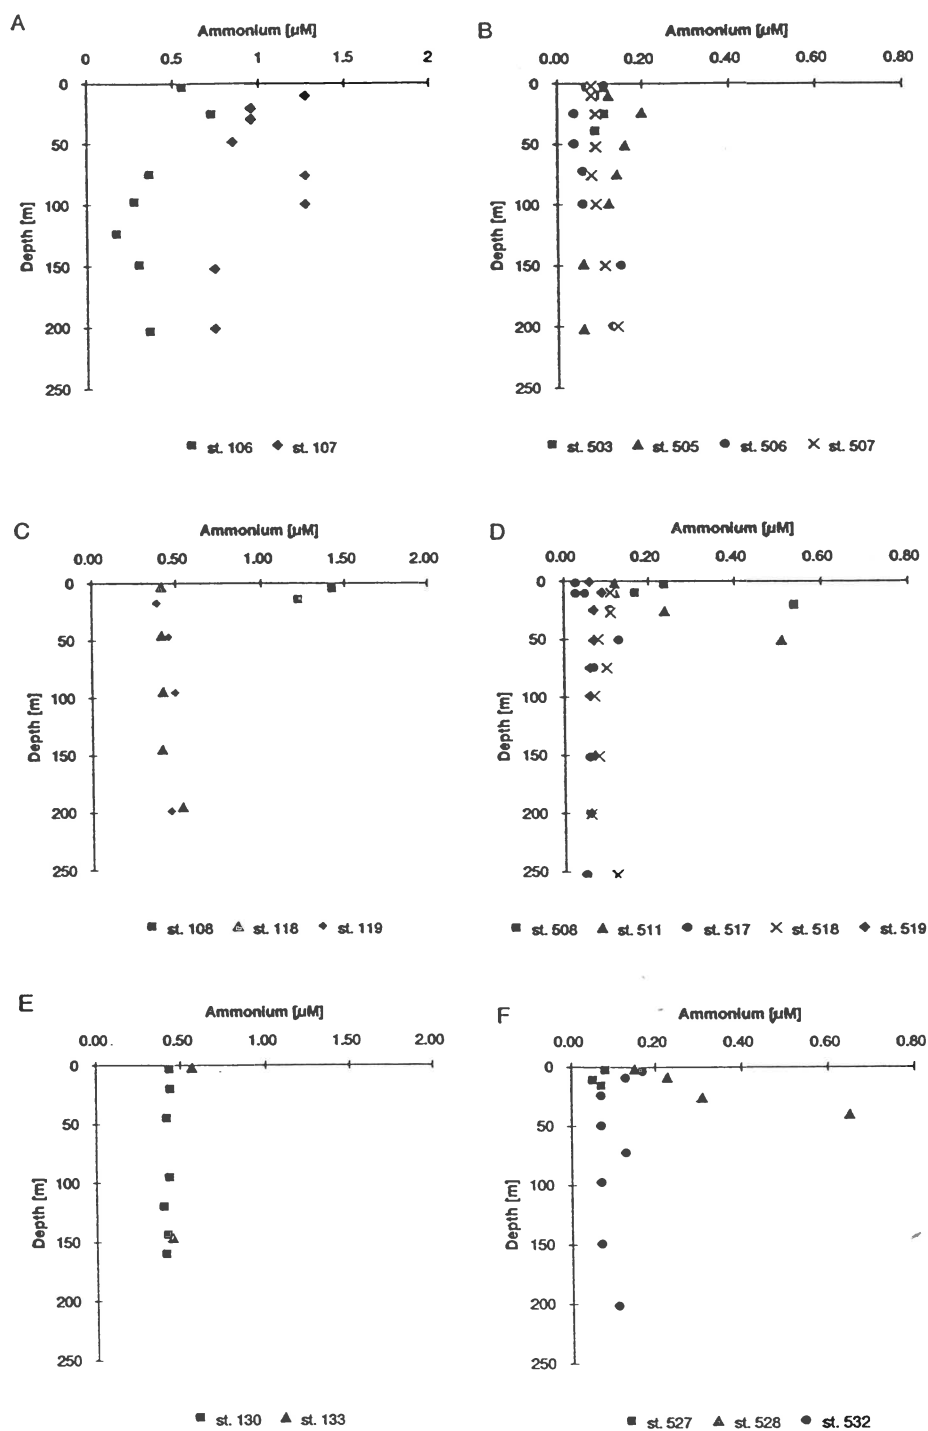 A
Ammonium [µM]
0 0.5 1 1.5 2
0
50
100
150
200
250
Depth [m]
st. 106 st. 107
B
Ammonium [µM]
0.00 0.20 0.40 0.60 0.80
0
50
100
150
200
250
Depth [m]
st. 503 st. 505 st. 506 st. 507
C
Ammonium [µM]
0.00 0.50 1.00 1.50 2.00
0
50
100
150
200
250
Depth [m]
st. 108 st. 118 st. 119
D
Ammonium [µM]
0.00 0.20 0.40 0.60 0.80
0
50
100
150
200
250
Depth [m]
st. 508 st. 511 st. 517 st. 518 st. 519
E
Ammonium [µM]
0.00 0.50 1.00 1.50 2.00
0
50
100
150
200
250
Depth [m]
st. 130 st. 133
F
Ammonium [µM]
0.00 0.20 0.40 0.60 0.80
0
50
100
150
200
250
Depth [m]
st. 527 st. 528 st. 532